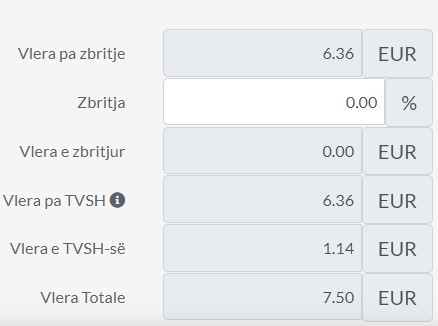 Vlera pa zbritje 6.36 EUR
Zbritja 0.00 %
Vlera e zbritjur 0.00 EUR
Vlera pa TVSH 6.36 EUR
Vlera e TVSH-së 1.14 EUR
Vlera Totale 7.50 EUR